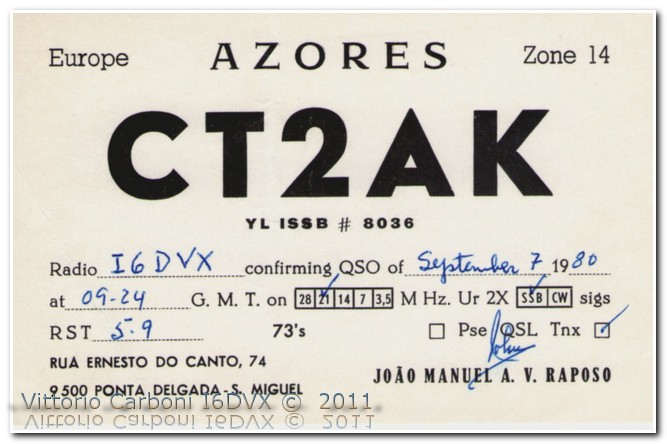 Europe AZORES Zone 14
CT2AK
YL ISSB # 8036
Radio I6DVX confirming QSO of September 7 1980
at 09-24 G. M. T. on 28 21 14 7 3,5 M Hz. Ur 2X SSB CW sigs
RST 5-9 73's Pse QSL Tnx
RUA ERNESTO DO CANTO, 74
9500 PONTA DELGADA - S. MIGUEL JOÃO MANUEL A. V. RAPOSO
Vittorio Carboni I6DVX © 2011.